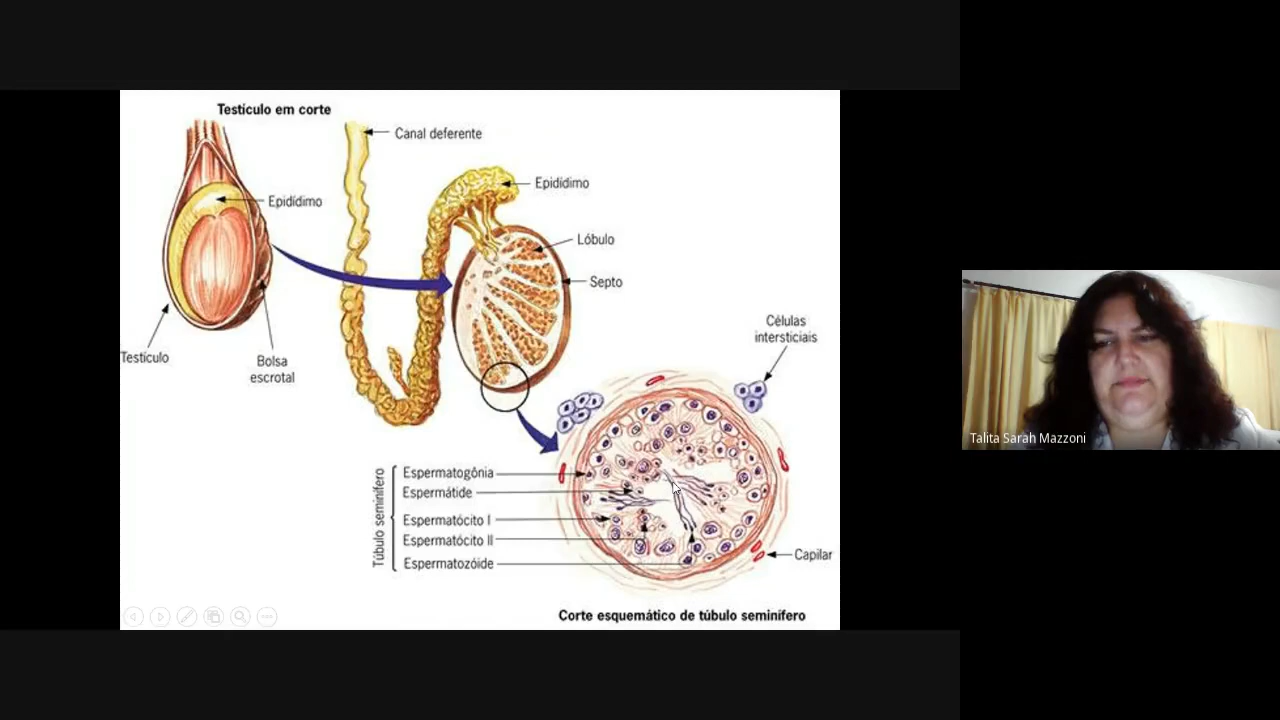 Testículo em corte
Canal deferente
Epidídimo
Epidídimo
Lóbulo
Septo
Testículo
Bolsa
escrotal
Células
intersticiais
Túbulo seminífero
Espermatogônia
Espermátide
Espermatócito I
Espermatócito II
Espermatozóide
Capilar
Corte esquemático de túbulo seminífero
Talita Sarah Mazzoni